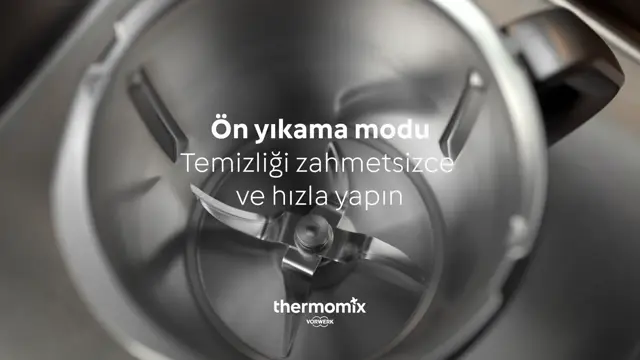 Ön yıkama modu
Temizliği zahmetsizce
ve hızla yapın
thermomix
VORWERK